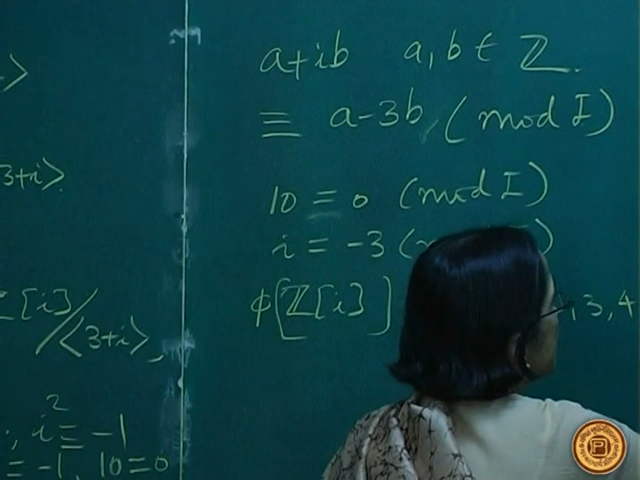 >
3+i>
[i]/<3+i>,
; i² ≡ -1
= -1, 10=0
a+ib a,b ∈ ℤ.
≡ a-3b (mod I)
10 = 0 (mod I)
i = -3 (
ϕ[ℤ[i]] , 3, 4